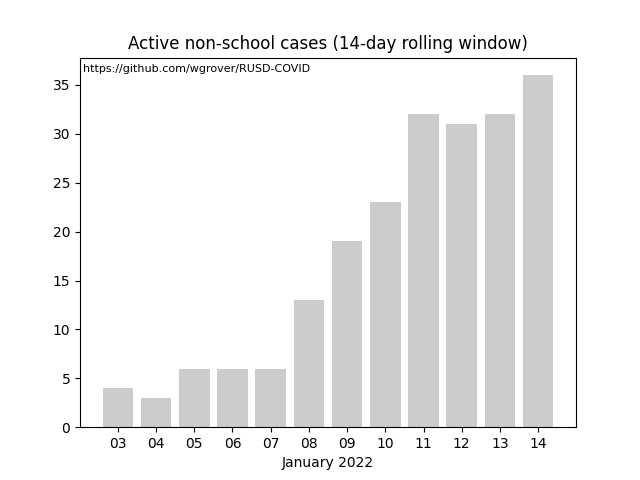 Active non-school cases (14-day rolling window)
https://github.com/wgrover/RUSD-COVID
35
30
25
20
15
10
5
0
03 04 05 06 07 08 09 10 11 12 13 14
January 2022